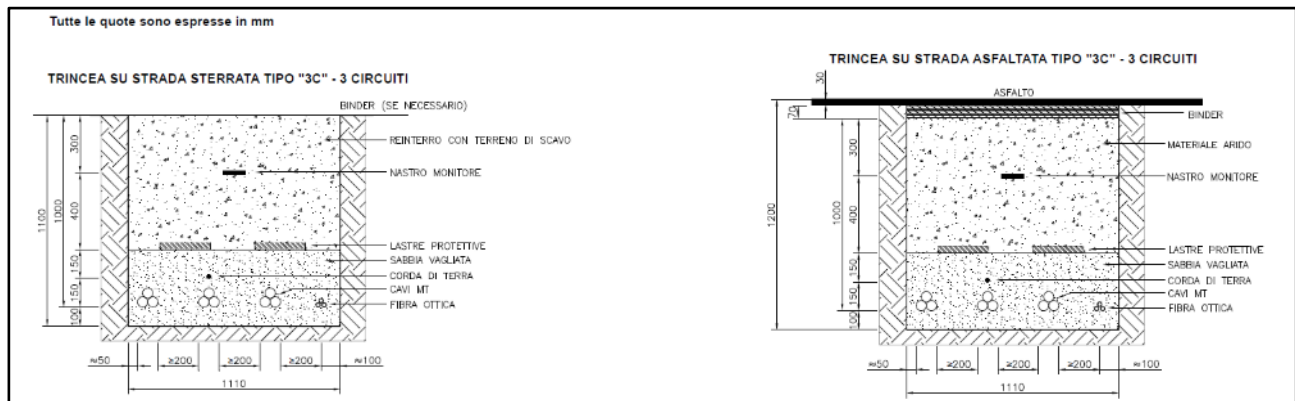 Tutte le quote sono espresse in mm
TRINCEA SU STRADA STERRATA TIPO "3C" - 3 CIRCUITI
BINDER (SE NECESSARIO)
REINTERRO CON TERRENO DI SCAVO
NASTRO MONITORE
LASTRE PROTETTIVE
SABBIA VAGLIATA
CORDA DI TERRA
CAVI MT
FIBRA OTTICA
1100
1000
300
400
150
150
100
≈50
≥200
≥200
≥200
≈100
1110
TRINCEA SU STRADA ASFALTATA TIPO "3C" - 3 CIRCUITI
30
ASFALTO
70
BINDER
MATERIALE ARIDO
NASTRO MONITORE
LASTRE PROTETTIVE
SABBIA VAGLIATA
CORDA DI TERRA
CAVI MT
FIBRA OTTICA
1200
1000
300
400
150
150
100
≈50
≥200
≥200
≥200
≈100
1110